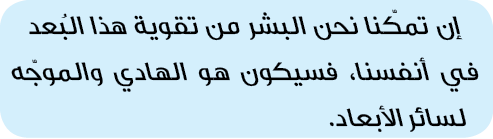 إن تمكّنا نحن البشر من تقوية هذا البُعد
في أنفسنا، فسيكون هو الهادي والموجّه
لسائر الأبعاد.